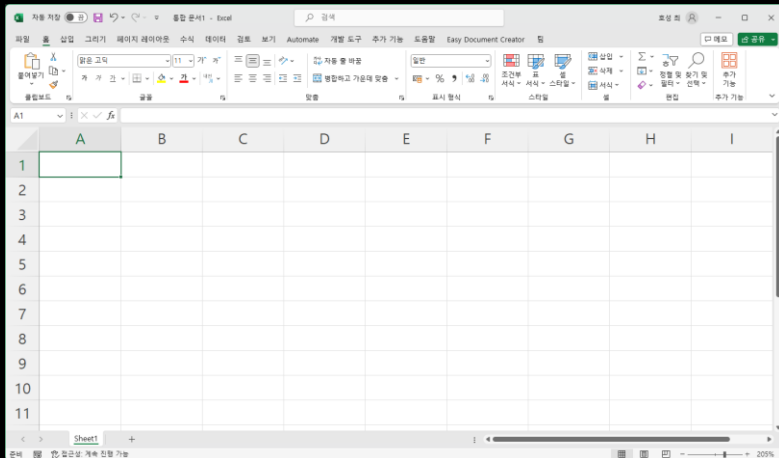 자동 저장 통합 문서1 - Excel 검색 효성 최
파일 홈 삽입 그리기 페이지 레이아웃 수식 데이터 검토 보기 Automate 개발 도구 추가 기능 도움말 Easy Document Creator 팀 메모 공유
붙여넣기 맑은 고딕 11 가 가 자동 줄 바꿈 일반 조건부 서식 표 서식 셀 스타일 삽입 정렬 및 필터 찾기 및 선택 추가 기능
가 가 가 병합하고 가운데 맞춤 % 삭제
서식
클립보드 글꼴 맞춤 표시 형식 스타일 셀 편집 추가 기능
A1 fx
A B C D E F G H I
1
2
3
4
5
6
7
8
9
10
11
Sheet1 +
준비 접근성: 계속 진행 가능 205%